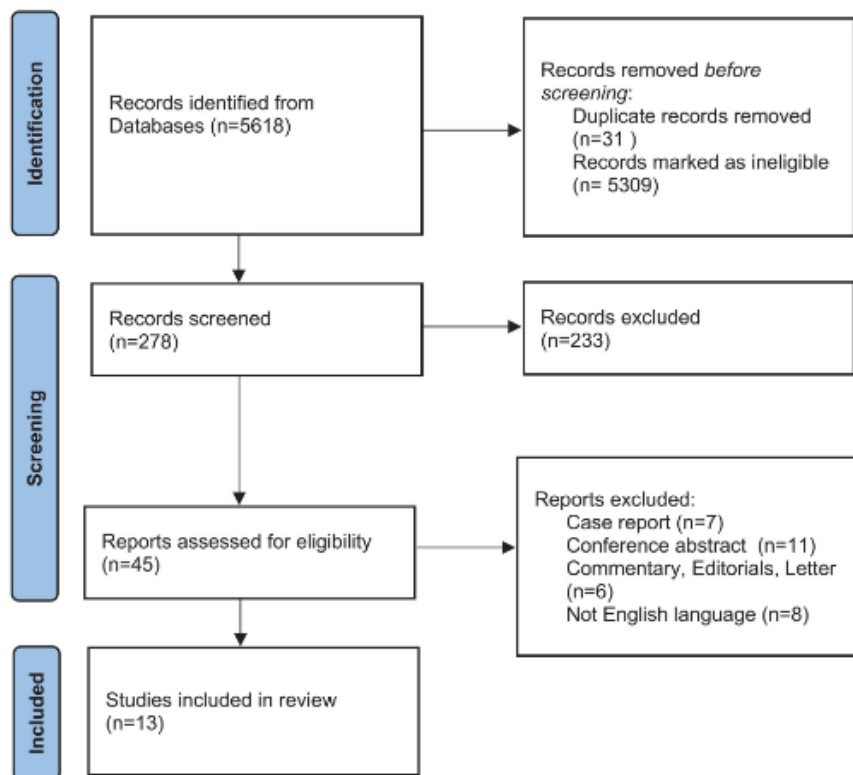 Identification
Records identified from
Databases (n=5618)
Records removed before
screening:
Duplicate records removed
(n=31 )
Records marked as ineligible
(n= 5309)
Screening
Records screened
(n=278)
Records excluded
(n=233)
Reports assessed for eligibility
(n=45)
Reports excluded:
Case report (n=7)
Conference abstract  (n=11)
Commentary, Editorials, Letter
(n=6)
Not English language (n=8)
Included
Studies included in review
(n=13)